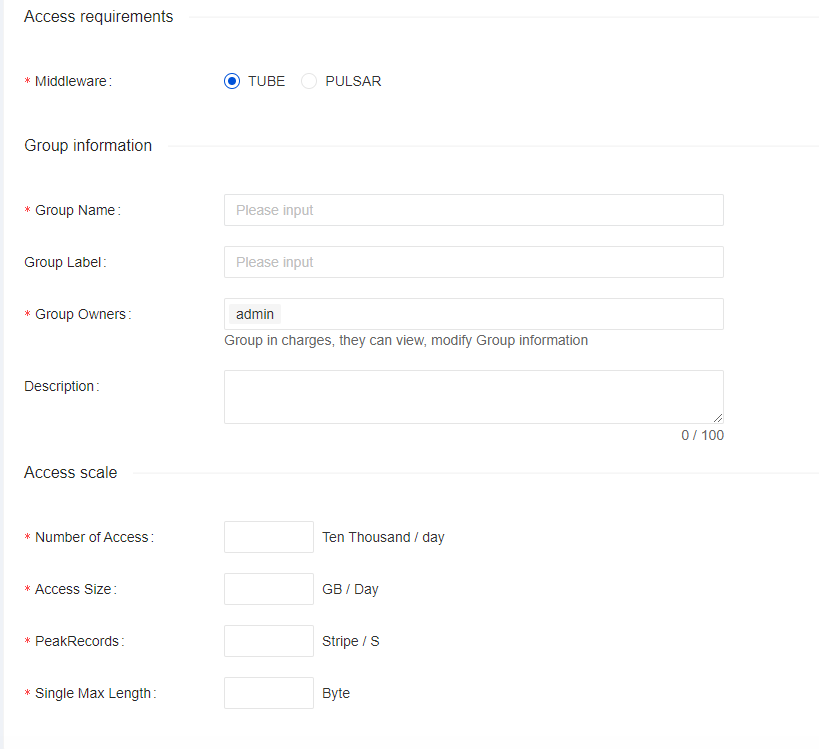 Access requirements
* Middleware: TUBE PULSAR
Group information
* Group Name: Please input
Group Label: Please input
* Group Owners: admin
Group in charges, they can view, modify Group information
Description:
0 / 100
Access scale
* Number of Access: Ten Thousand / day
* Access Size: GB / Day
* PeakRecords: Stripe / S
* Single Max Length: Byte